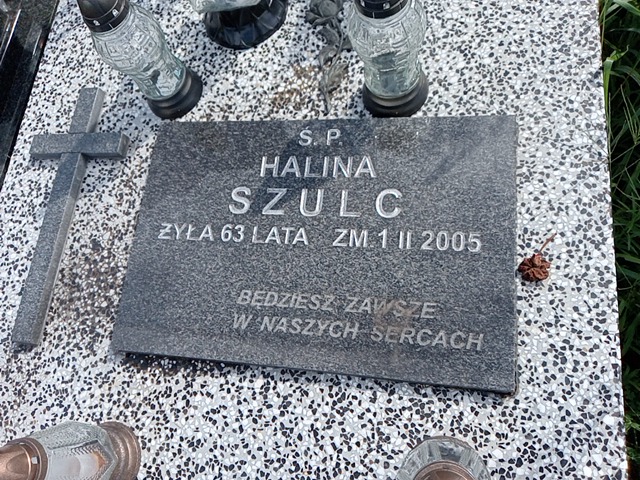 Ś. P.
HALINA
SZULC
ŻYŁA 63 LATA ZM. 1 II 2005
BĘDZIESZ ZAWSZE
W NASZYCH SERCACH